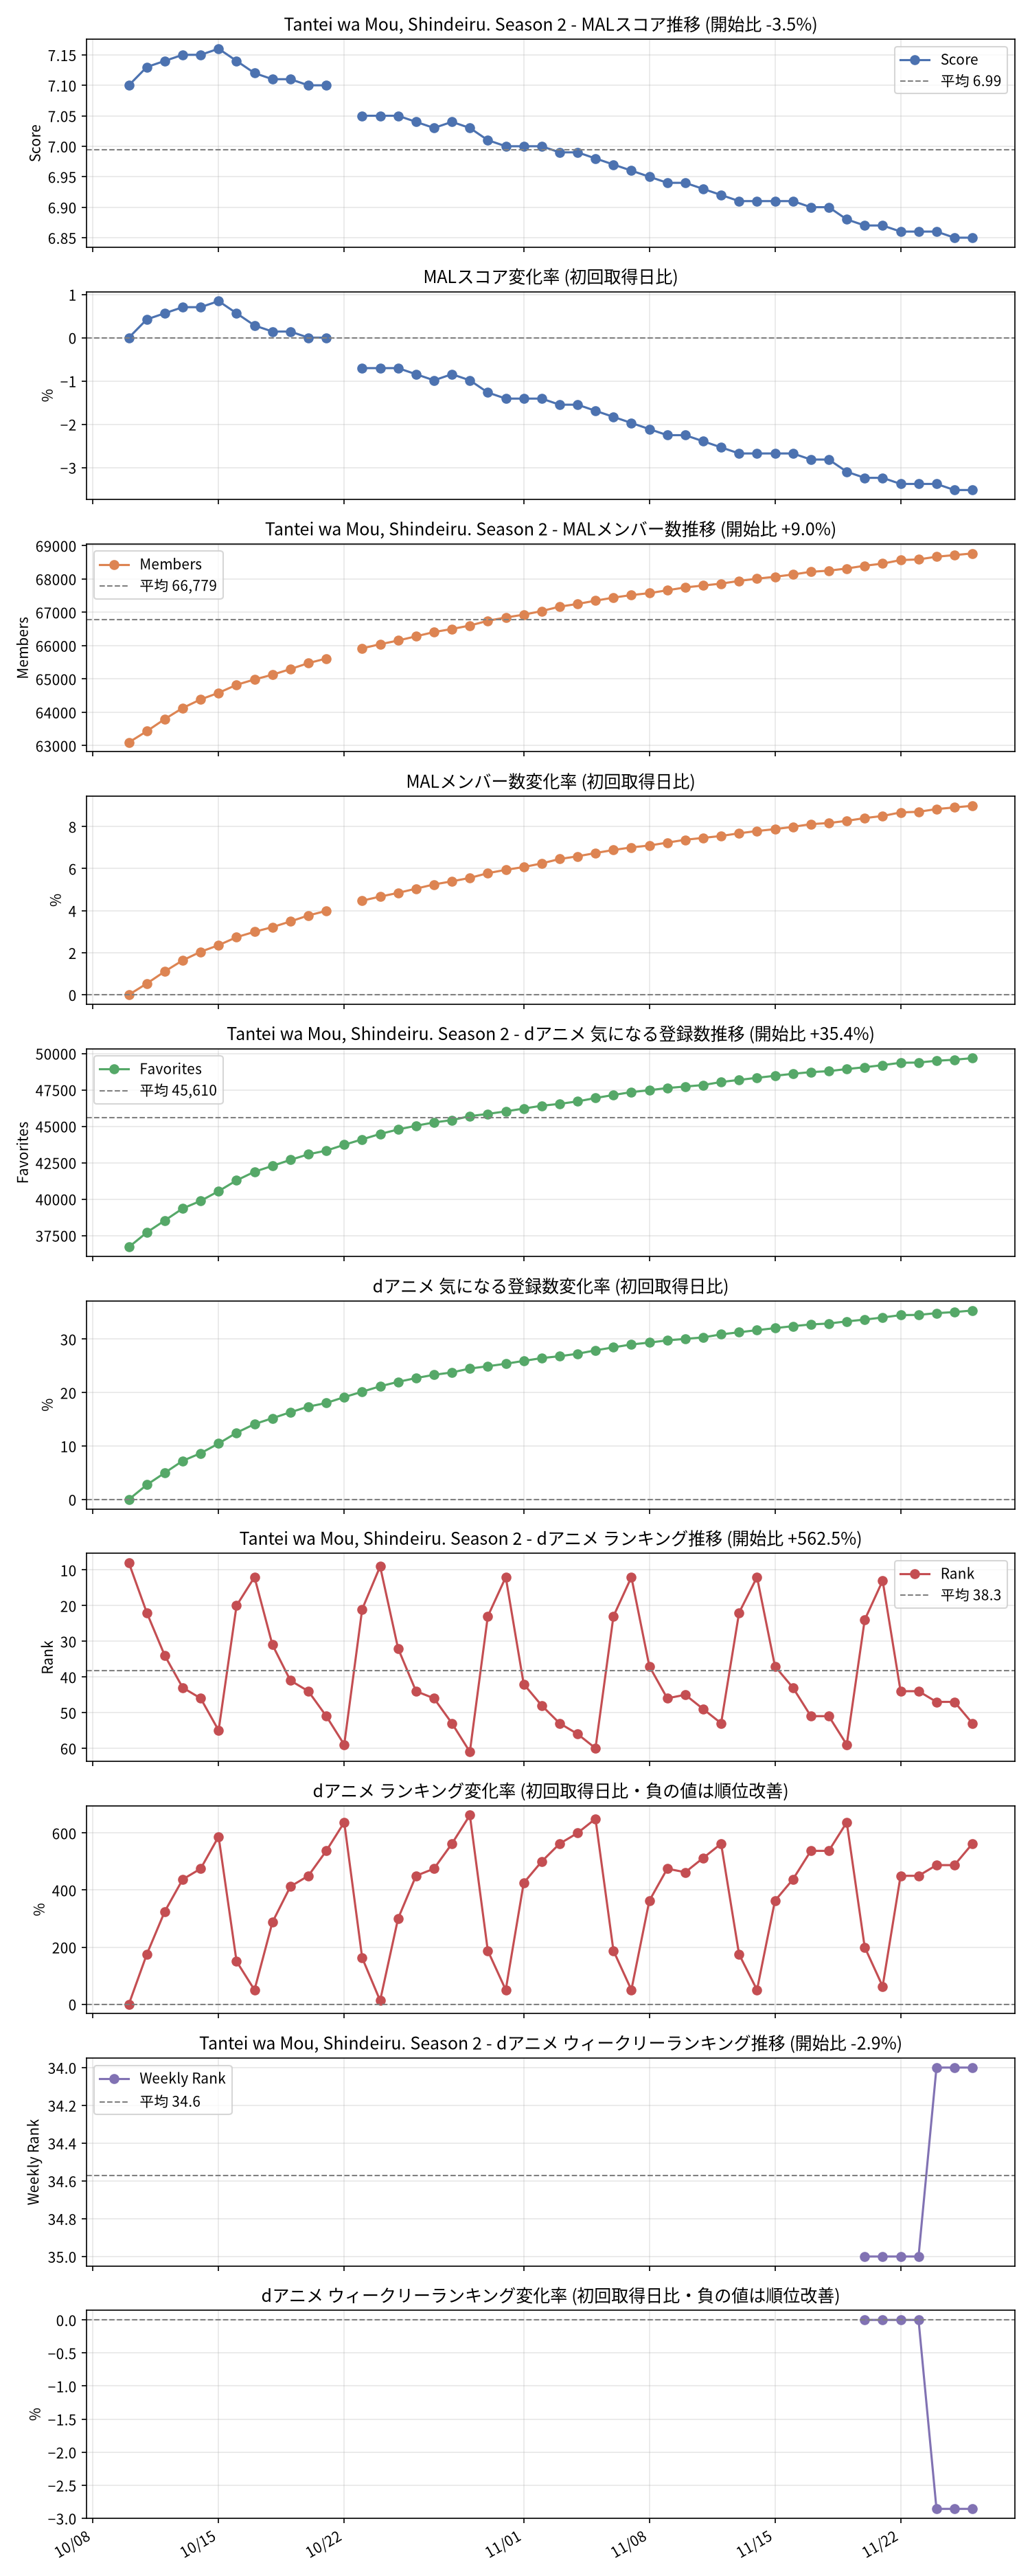 Tantei wa Mou, Shindeiru. Season 2 - MALスコア推移 (開始比 -3.5%)
Score
7.15
7.10
7.05
7.00
6.95
6.90
6.85
Score
平均 6.99
MALスコア変化率 (初回取得日比)
%
1
0
−1
−2
−3
Tantei wa Mou, Shindeiru. Season 2 - MALメンバー数推移 (開始比 +9.0%)
Members
69000
68000
67000
66000
65000
64000
63000
Members
平均 66,779
MALメンバー数変化率 (初回取得日比)
%
8
6
4
2
0
Tantei wa Mou, Shindeiru. Season 2 - dアニメ 気になる登録数推移 (開始比 +35.4%)
Favorites
50000
47500
45000
42500
40000
37500
Favorites
平均 45,610
dアニメ 気になる登録数変化率 (初回取得日比)
%
30
20
10
0
Tantei wa Mou, Shindeiru. Season 2 - dアニメ ランキング推移 (開始比 +562.5%)
Rank
10
20
30
40
50
60
Rank
平均 38.3
dアニメ ランキング変化率 (初回取得日比・負の値は順位改善)
%
600
400
200
0
Tantei wa Mou, Shindeiru. Season 2 - dアニメ ウィークリーランキング推移 (開始比 -2.9%)
Weekly Rank
34.0
34.2
34.4
34.6
34.8
35.0
Weekly Rank
平均 34.6
dアニメ ウィークリーランキング変化率 (初回取得日比・負の値は順位改善)
%
0.0
−0.5
−1.0
−1.5
−2.0
−2.5
−3.0
10/08
10/15
10/22
11/01
11/08
11/15
11/22